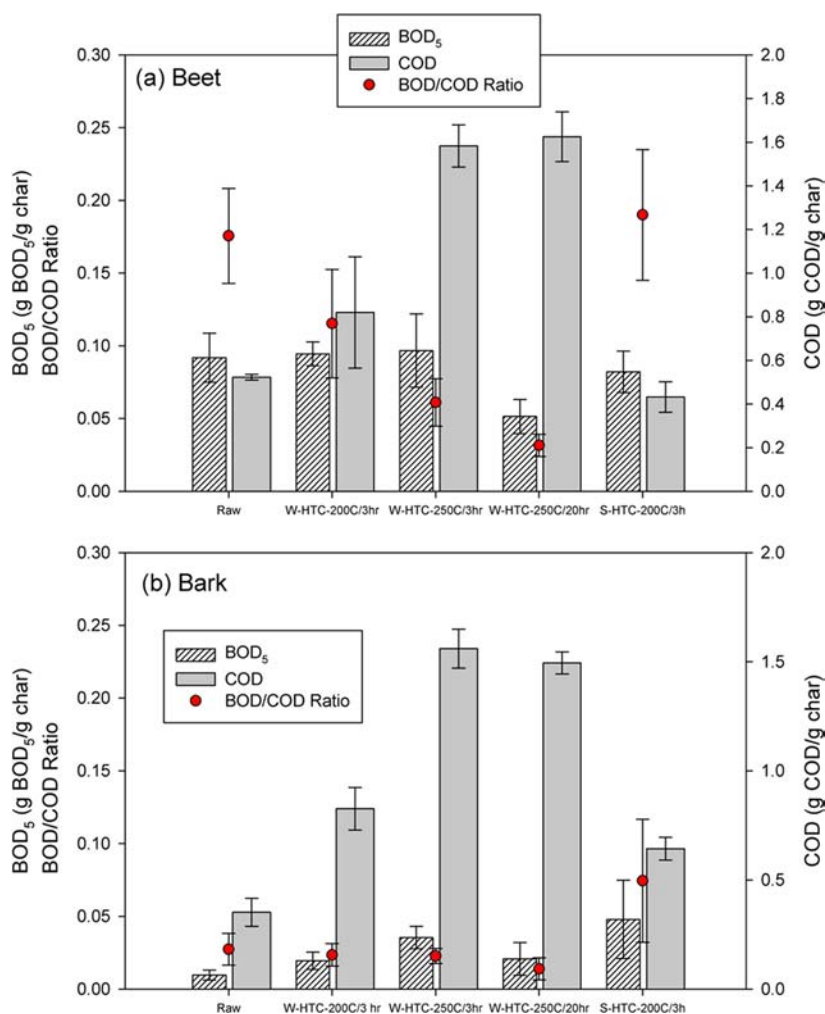 BOD5
COD
BOD/COD Ratio
(a) Beet
0.30
0.25
0.20
0.15
0.10
0.05
0.00
BOD5 (g BOD5/g char)
BOD/COD Ratio
2.0
1.8
1.6
1.4
1.2
1.0
0.8
0.6
0.4
0.2
0.0
COD (g COD/g char)
Raw W-HTC-200C/3hr W-HTC-250C/3hr W-HTC-250C/20hr S-HTC-200C/3h
(b) Bark
BOD5
COD
BOD/COD Ratio
0.30
0.25
0.20
0.15
0.10
0.05
0.00
BOD5 (g BOD5/g char)
BOD/COD Ratio
2.0
1.5
1.0
0.5
0.0
COD (g COD/g char)
Raw W-HTC-200C/3 hr W-HTC-250C/3hr W-HTC-250C/20hr S-HTC-200C/3h